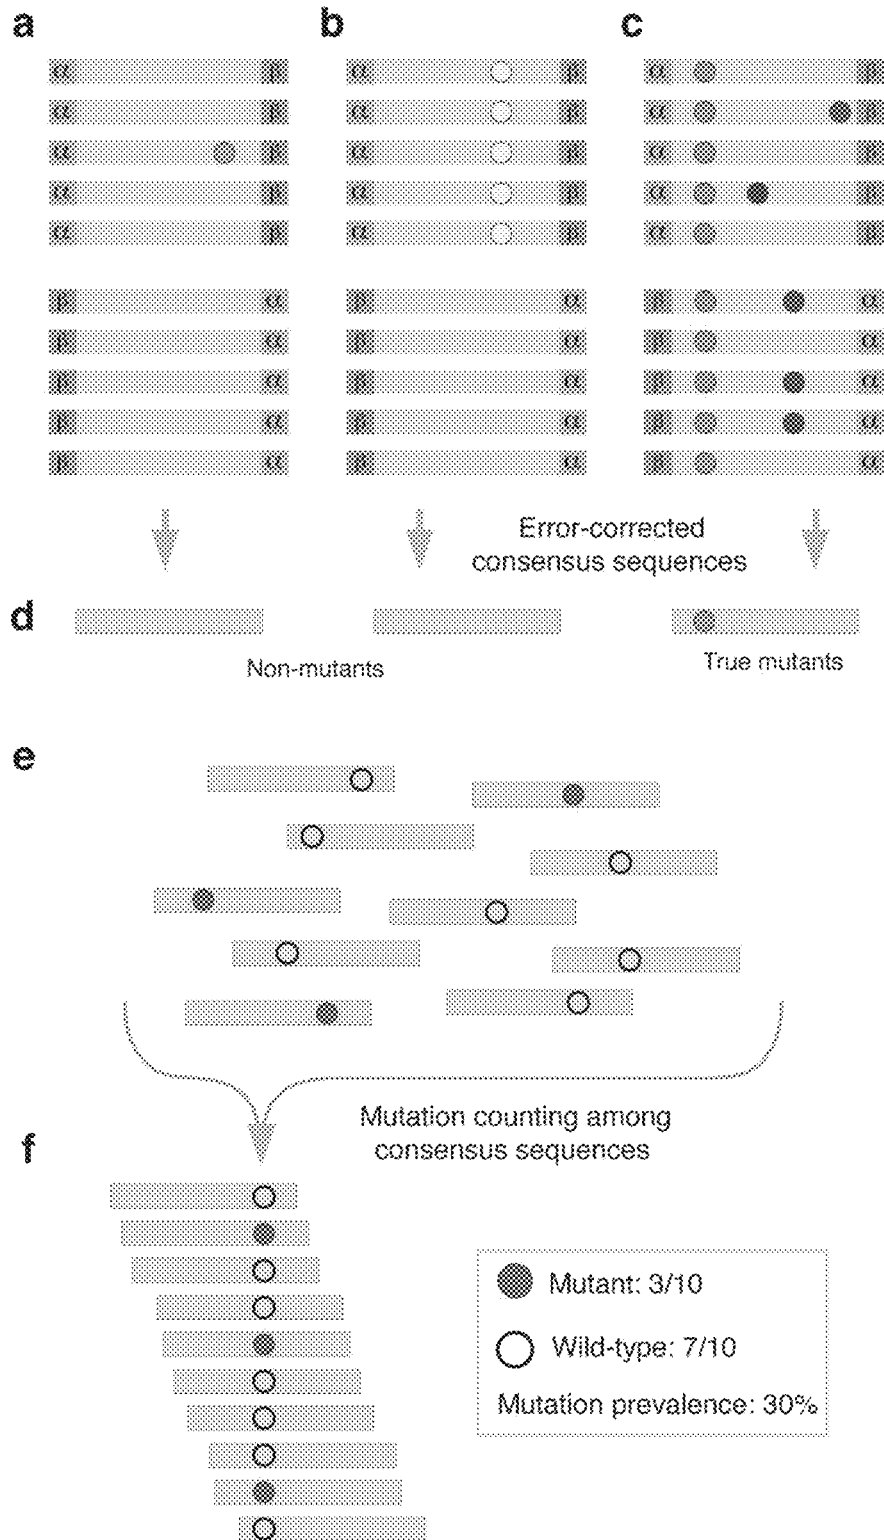 a b c
α β α β α β
α β α β α β
α β α β α β
α β α β α β
α β α β α β
β α β α β α
β α β α β α
β α β α β α
β α β α β α
β α β α β α
Error-corrected
consensus sequences
d
Non-mutants
True mutants
e
Mutation counting among
consensus sequences
f
Mutant: 3/10
Wild-type: 7/10
Mutation prevalence: 30%